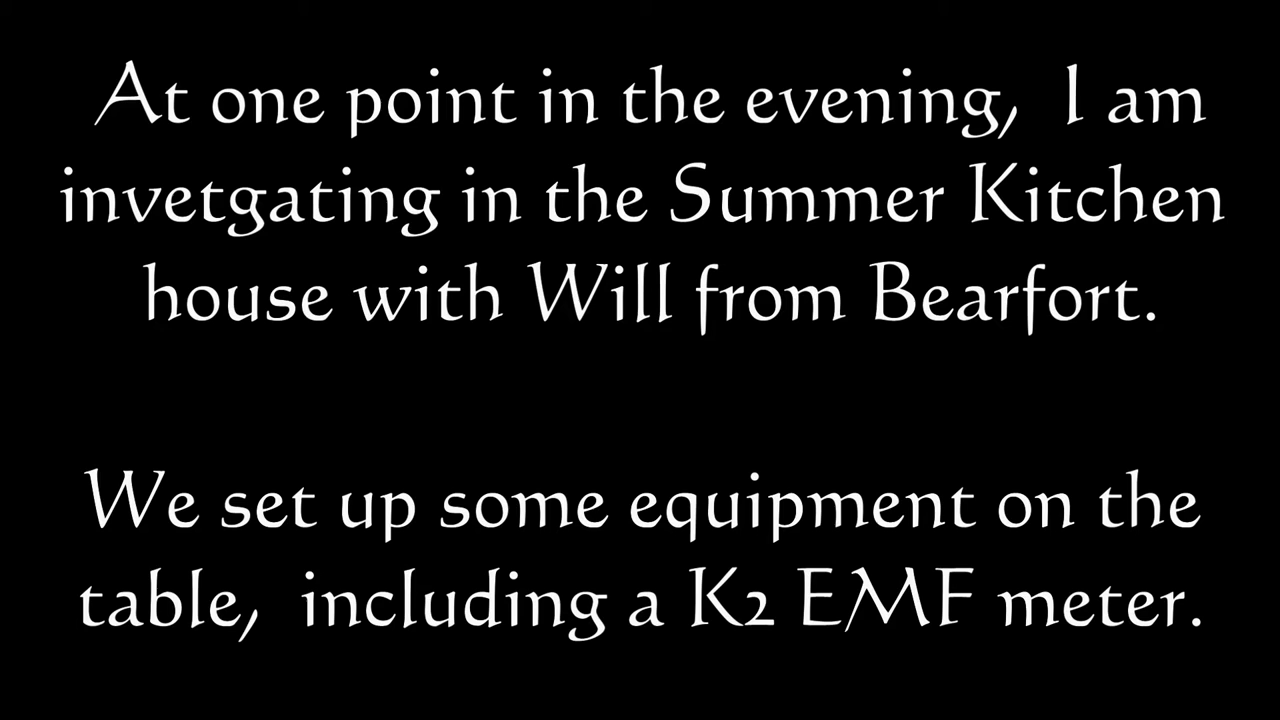 At one point in the evening, I am
invetgating in the Summer Kitchen
house with Will from Bearfort.
We set up some equipment on the
table, including a K2 EMF meter.